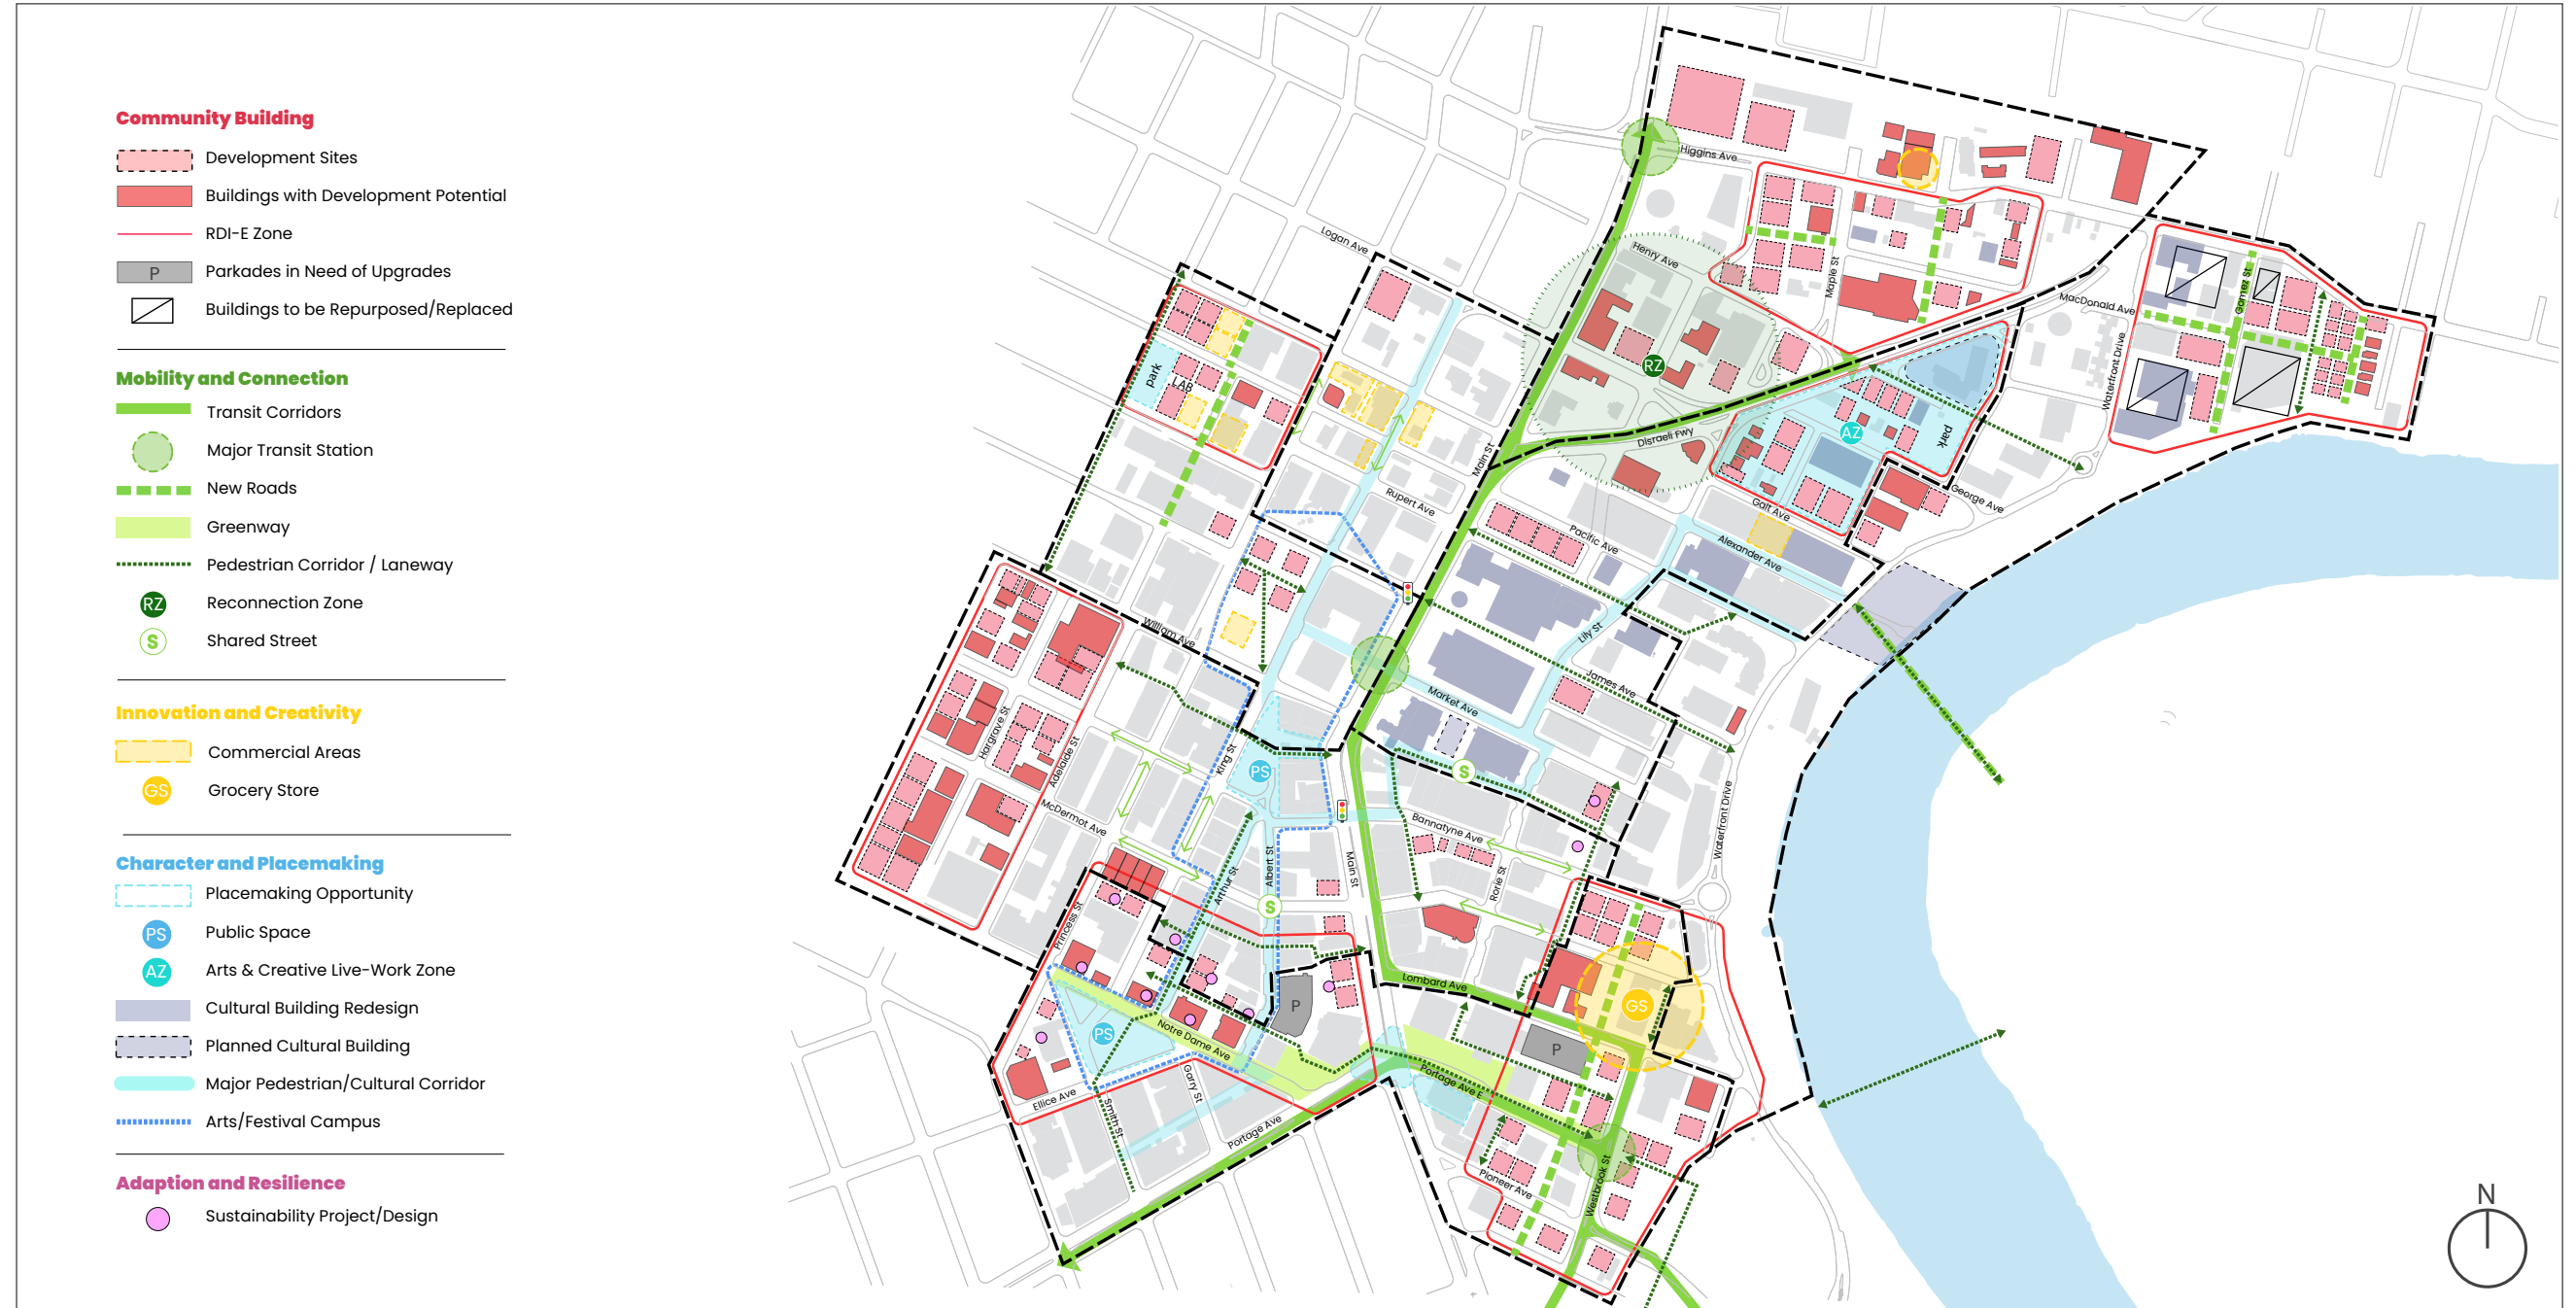 Community Building
Development Sites
Buildings with Development Potential
RDI-E Zone
P
Parkades in Need of Upgrades
Buildings to be Repurposed/Replaced
Mobility and Connection
Transit Corridors
Major Transit Station
New Roads
Greenway
Pedestrian Corridor / Laneway
RZ
Reconnection Zone
S
Shared Street
Innovation and Creativity
Commercial Areas
GS
Grocery Store
Character and Placemaking
Placemaking Opportunity
PS
Public Space
AZ
Arts & Creative Live-Work Zone
Cultural Building Redesign
Planned Cultural Building
Major Pedestrian/Cultural Corridor
Arts/Festival Campus
Adaption and Resilience
Sustainability Project/Design
Higgins Ave
Logan Ave
Henry Ave
Maple St
MacDonald Ave
Gomez St
Waterfront Drive
park
LAB
RZ
Disraeli Fwy
AZ
park
Main St
Rupert Ave
Galt Ave
George Ave
Pacific Ave
Alexander Ave
William Ave
Lily St
James Ave
Market Ave
Hargrave St
Adelaide St
King St
PS
S
Waterfront Drive
McDermot Ave
Bannatyne Ave
Albert St
Main St
Arthur St
Rorie St
S
Princess St
Lombard Ave
P
GS
PS
Notre Dame Ave
P
Portage Ave E
Garry St
Ellice Ave
Smith St
Portage Ave
Pioneer Ave
Westbrook St
N